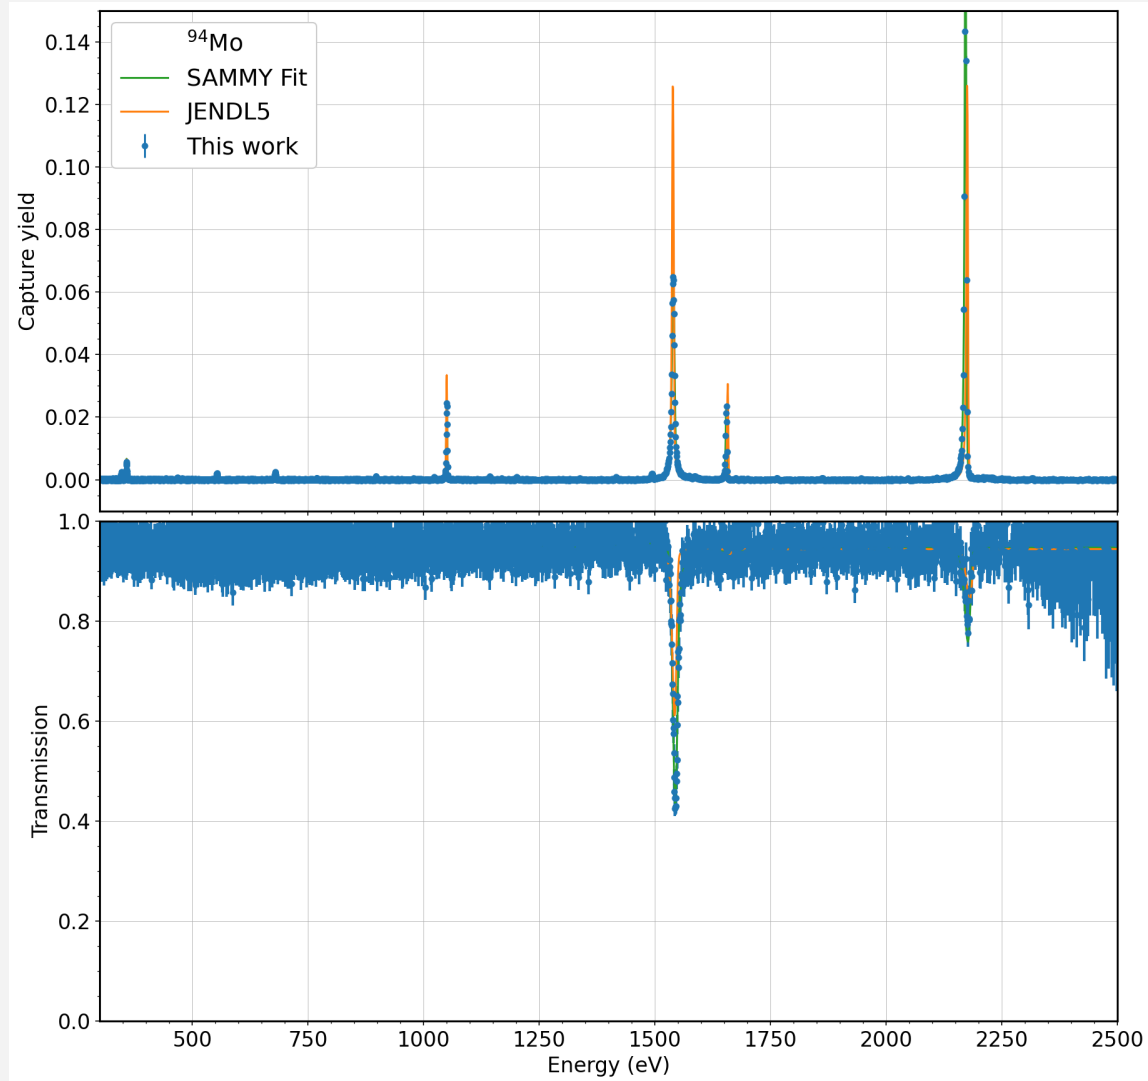 ⁹⁴Mo
SAMMY Fit
JENDL5
This work
Capture yield
0.14
0.12
0.10
0.08
0.06
0.04
0.02
0.00
Transmission
1.0
0.8
0.6
0.4
0.2
0.0
500 750 1000 1250 1500 1750 2000 2250 2500
Energy (eV)